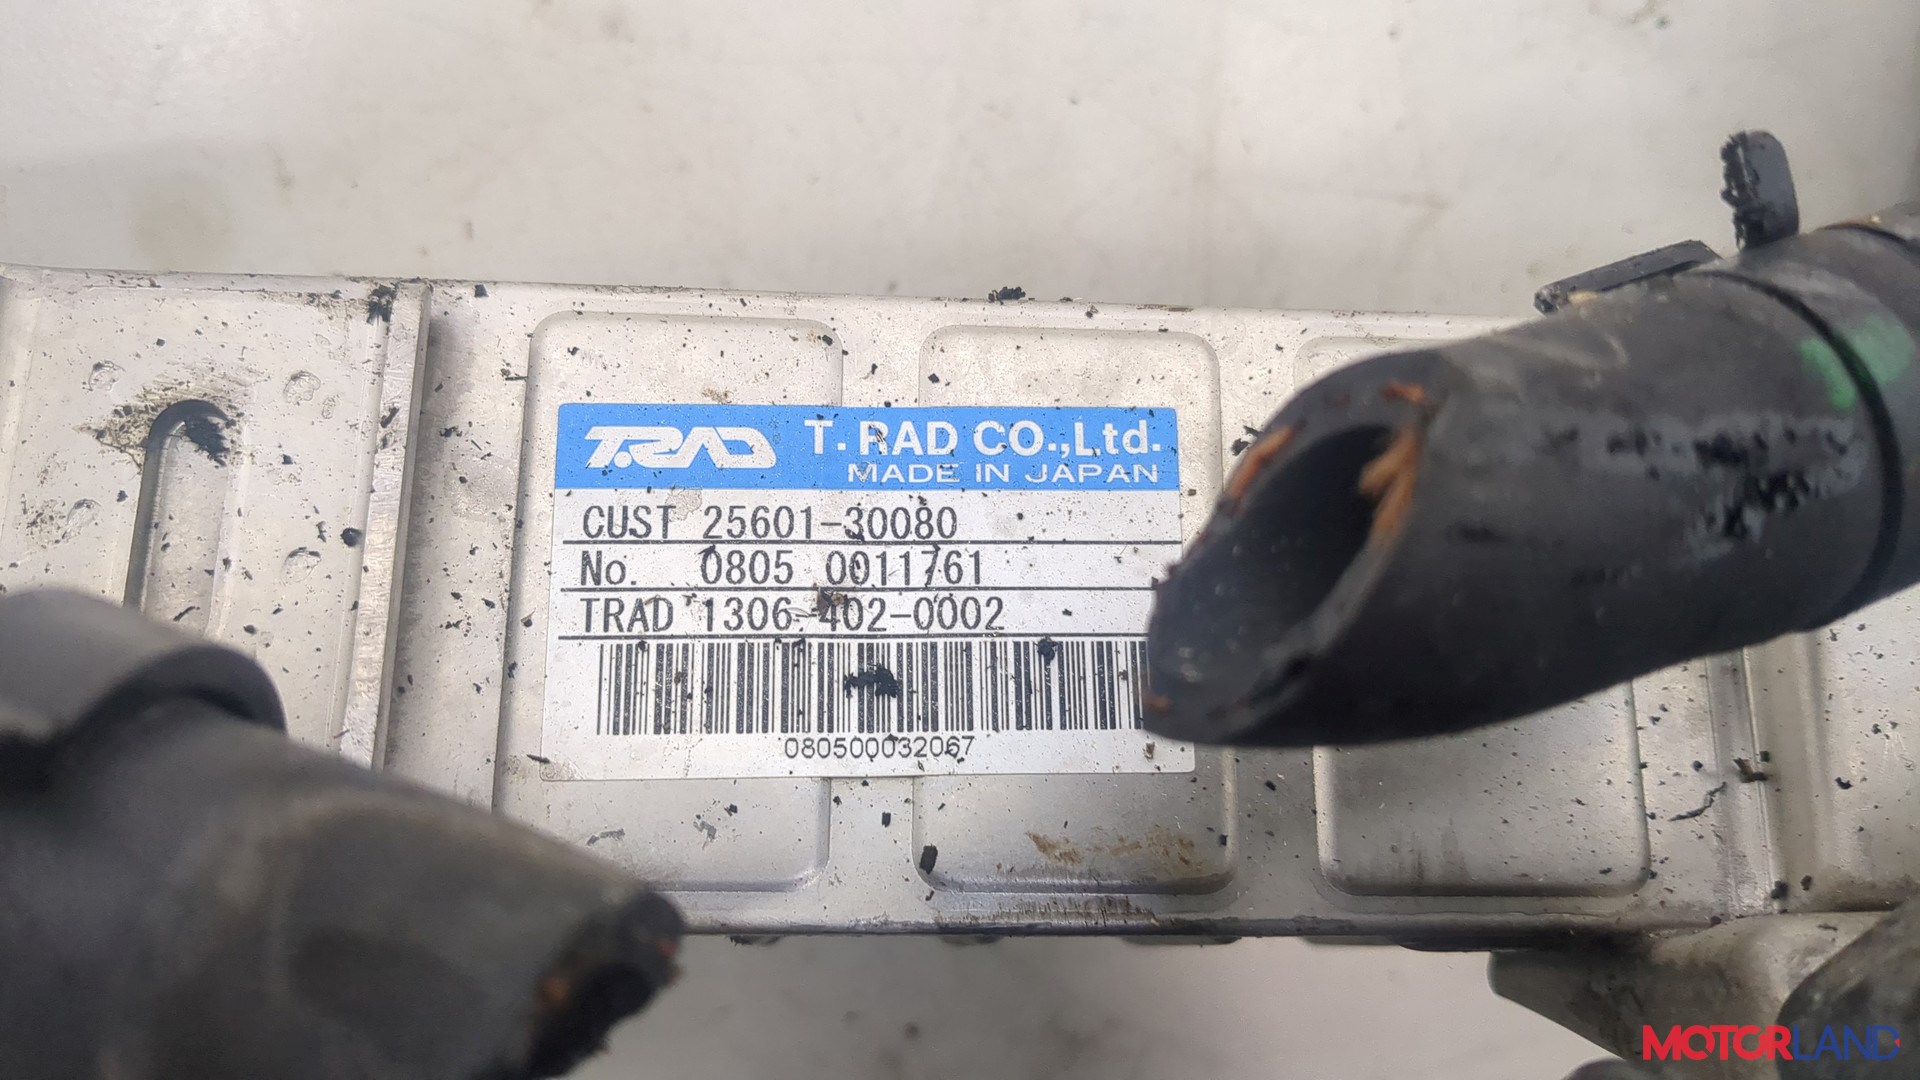 T.RAD T. RAD CO.,Ltd.
MADE IN JAPAN
CUST 25601-30080
No. 0805 0011761
TRAD 1306-402-0002
080500032067
MOTORLAND